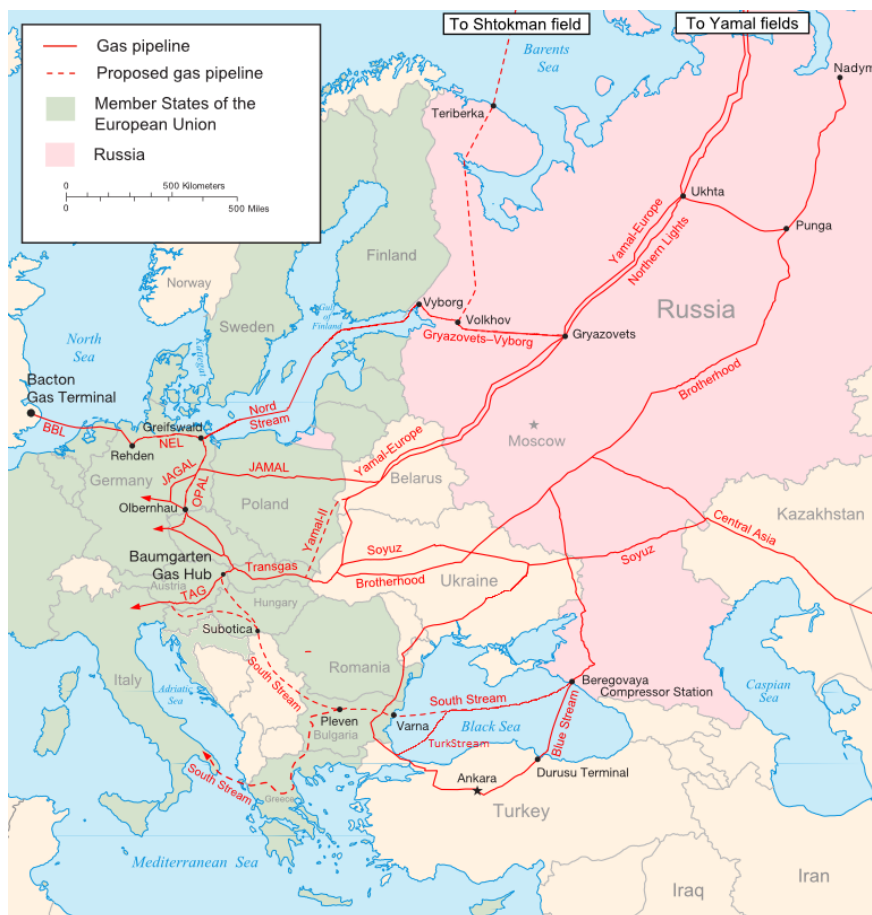 To Shtokman field
To Yamal fields
Gas pipeline
Proposed gas pipeline
Member States of the
European Union
Russia
0
500 Kilometers
0
500 Miles
Barents
Sea
Nadym
Teriberka
Ukhta
Punga
Yamal-Europe
Northern Lights
Finland
Russia
Norway
Sweden
Gulf
of
Finland
Vyborg
Volkhov
Gryazovets
Gryazovets–Vyborg
North
Sea
Kattegat
Brotherhood
Bacton
Gas Terminal
BBL
Greifswald
Nord
Stream
NEL
Rehden
Moscow
Yamal-Europe
JAGAL
JAMAL
Germany
OPAL
Poland
Belarus
Olbernhau
Yamal-II
Central Asia
Kazakhstan
Baumgarten
Gas Hub
Transgas
Soyuz
Brotherhood
Ukraine
Soyuz
Austria
TAG
Hungary
Subotica
Romania
Italy
Adriatic
Sea
South Stream
Beregovaya
Compressor Station
Caspian
Sea
Pleven
Bulgaria
Varna
South Stream
Black Sea
Blue Stream
TurkStream
South Stream
Greece
Ankara
Durusu Terminal
Turkey
Mediterranean Sea
Iraq
Iran